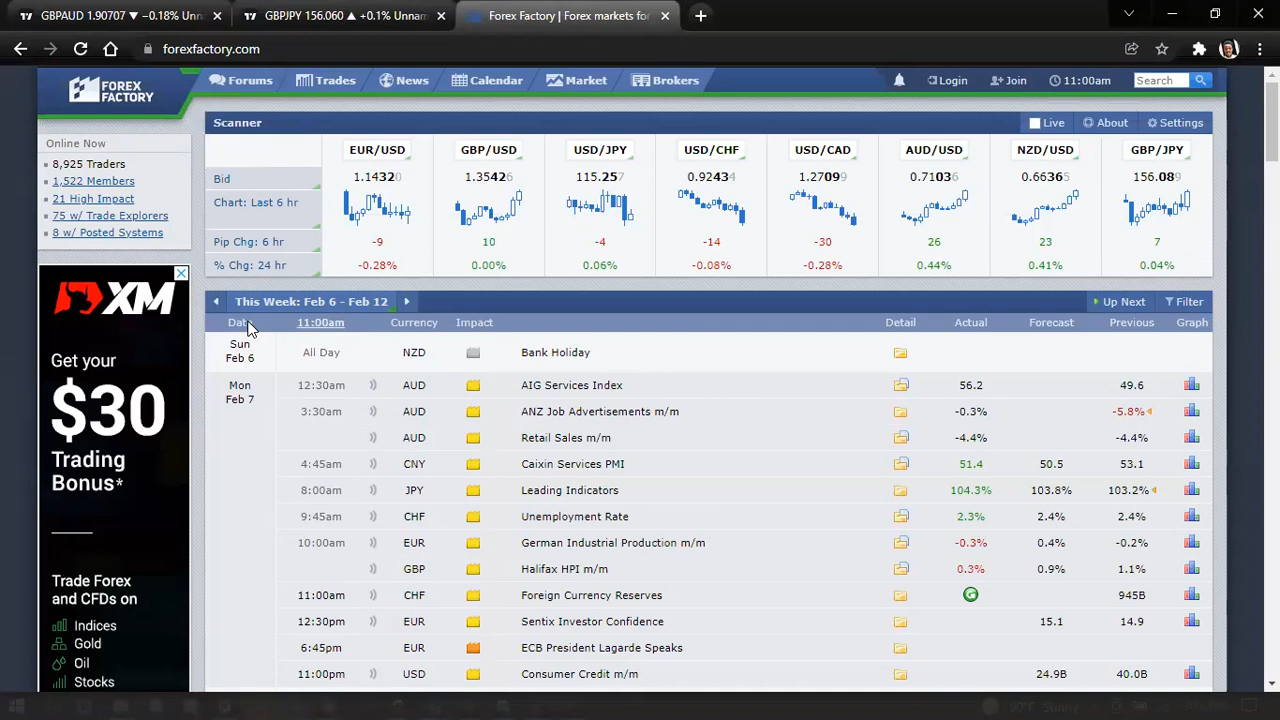 GBPAUD 1.90707 ▼ −0.18% Unnam
GBPJPY 156.060 ▲ +0.1% Unnam
Forex Factory | Forex markets fo
forexfactory.com
FOREX FACTORY
Forums Trades News Calendar Market Brokers
Login Join 11:00am Search
Online Now
8,925 Traders
1,522 Members
21 High Impact
75 w/ Trade Explorers
8 w/ Posted Systems
XM
Get your
$30
Trading
Bonus*
Trade Forex
and CFDs on
Indices
Gold
Oil
Stocks
Scanner Live About Settings
EUR/USD GBP/USD USD/JPY USD/CHF USD/CAD AUD/USD NZD/USD GBP/JPY
Bid 1.14320 1.35426 115.257 0.92434 1.27099 0.71036 0.66365 156.089
Chart: Last 6 hr
Pip Chg: 6 hr -9 10 -4 -14 -30 26 23 7
% Chg: 24 hr -0.28% 0.00% 0.06% -0.08% -0.28% 0.44% 0.41% 0.04%
This Week: Feb 6 - Feb 12 Up Next Filter
Date 11:00am Currency Impact Detail Actual Forecast Previous Graph
Sun
Feb 6 All Day NZD Bank Holiday
Mon
Feb 7 12:30am AUD AIG Services Index 56.2 49.6
3:30am AUD ANZ Job Advertisements m/m -0.3% -5.8%
AUD Retail Sales m/m -4.4% -4.4%
4:45am CNY Caixin Services PMI 51.4 50.5 53.1
8:00am JPY Leading Indicators 104.3% 103.8% 103.2%
9:45am CHF Unemployment Rate 2.3% 2.4% 2.4%
10:00am EUR German Industrial Production m/m -0.3% 0.4% -0.2%
GBP Halifax HPI m/m 0.3% 0.9% 1.1%
11:00am CHF Foreign Currency Reserves 945B
12:30pm EUR Sentix Investor Confidence 15.1 14.9
6:45pm EUR ECB President Lagarde Speaks
11:00pm USD Consumer Credit m/m 24.9B 40.0B
90°F Sunny